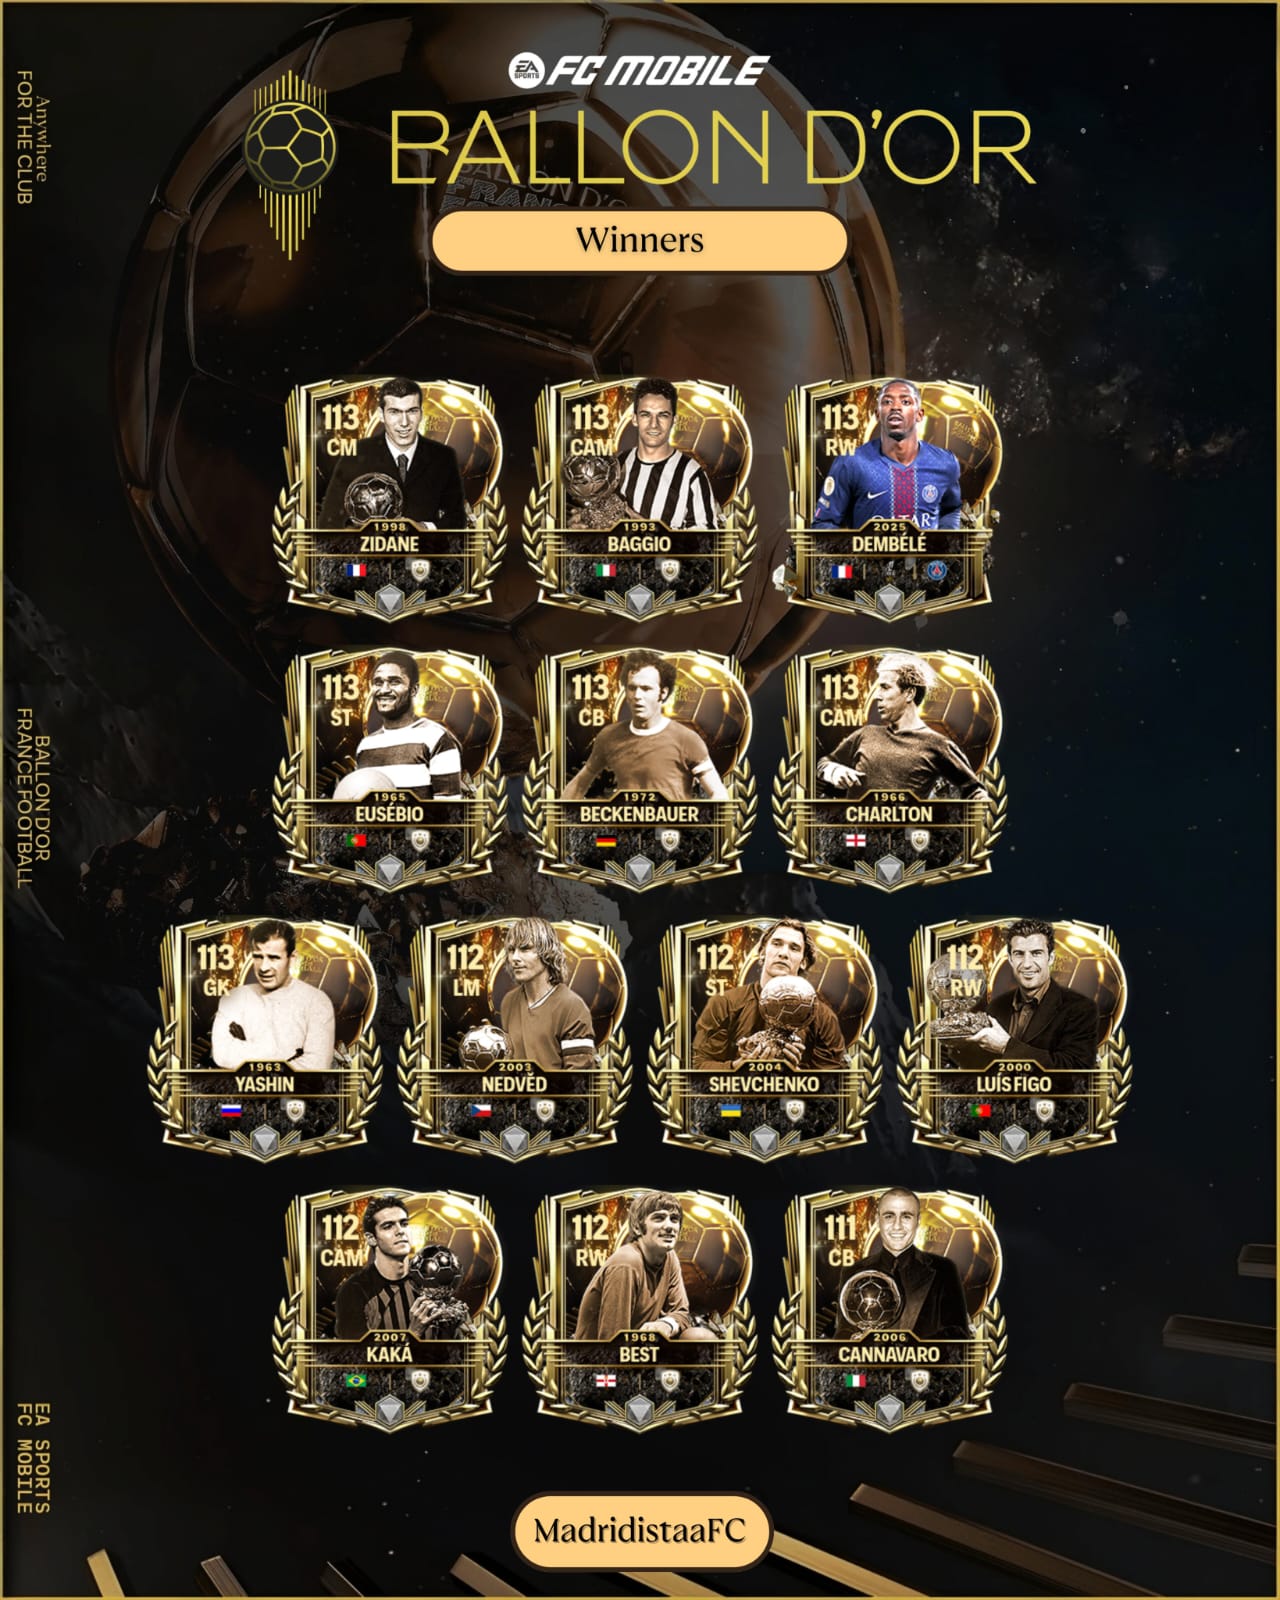 EA SPORTS FC MOBILE
BALLON D'OR
Winners
Anywhere
FOR THE CLUB
113
CM
1998
ZIDANE
113
CAM
1993
BAGGIO
113
RW
2025
DEMBÉLÉ
113
ST
1965
EUSÉBIO
113
CB
1972
BECKENBAUER
113
CAM
1966
CHARLTON
BALLON D'OR
FRANCE FOOTBALL
113
GK
1963
YASHIN
112
LM
2003
NEDVĚD
112
ST
2004
SHEVCHENKO
112
RW
2000
LUÍS FIGO
112
CAM
2007
KAKÁ
112
RW
1968
BEST
111
CB
2006
CANNAVARO
EA SPORTS
FC MOBILE
MadridistaaFC